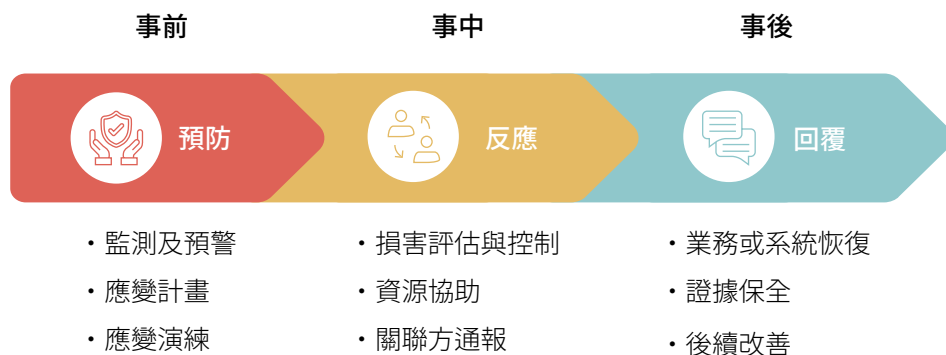 事前
事中
事後
預防
反應
回覆
・監測及預警
・應變計畫
・應變演練
・損害評估與控制
・資源協助
・關聯方通報
・業務或系統恢復
・證據保全
・後續改善